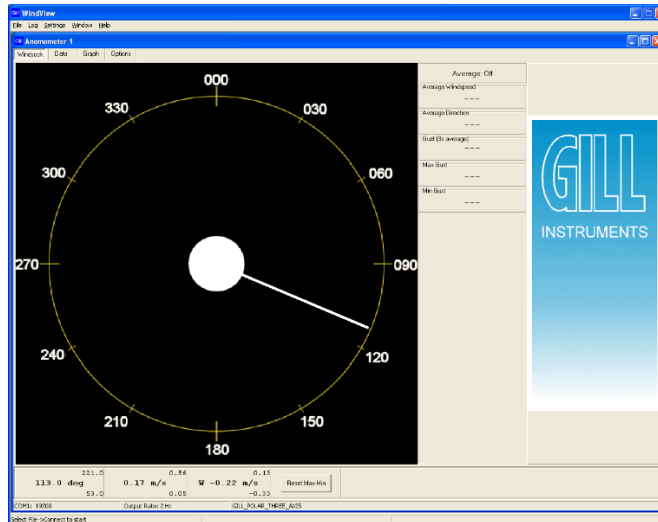 WindView
File Log Settings Window Help
Anemometer 1
Windsock Data Graph Options
000
330 030
300 060
270 090
240 120
210 150
180
Average: Off
Average Windspeed
---
Average Direction
---
Gust (3s average)
---
Max Gust
---
Min Gust
---
GILL
INSTRUMENTS
221.0 0.56 0.13
113.0 deg 0.17 m/s W -0.22 m/s Reset Max-Min
53.0 0.05 -0.33
COM1: 19200 Output Rate: 2 Hz GILL_POLAR_THREE_AXIS
Select File->Connect to start